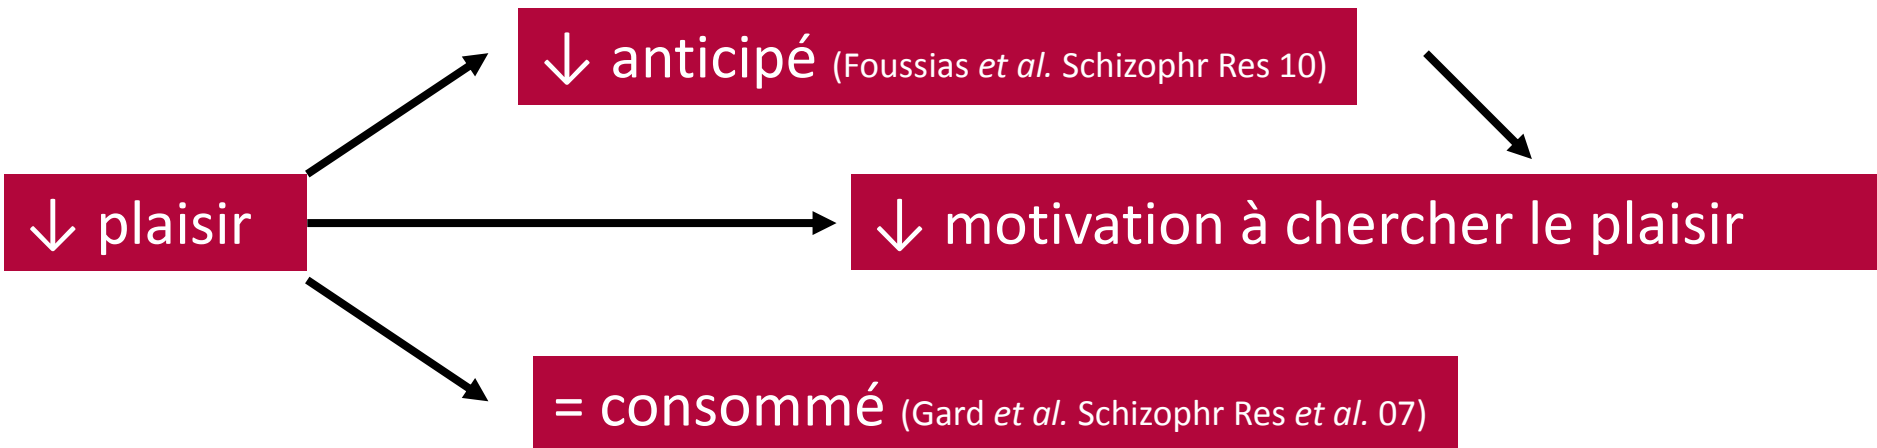 ↓ anticipé (Foussias et al. Schizophr Res 10)
↓ plaisir
↓ motivation à chercher le plaisir
= consommé (Gard et al. Schizophr Res et al. 07)